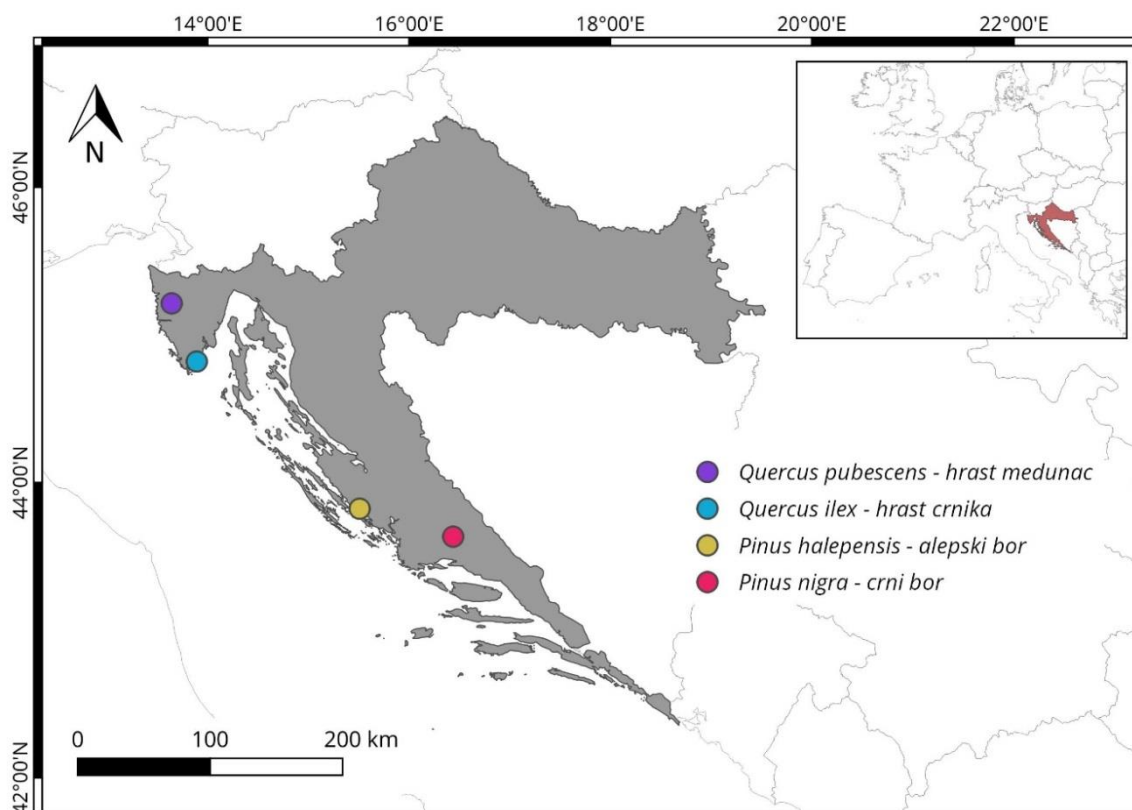 14°00'E 16°00'E 18°00'E 20°00'E 22°00'E
46°00'N
44°00'N
42°00'N
N
Quercus pubescens - hrast medunac
Quercus ilex - hrast crnika
Pinus halepensis - alepski bor
Pinus nigra - crni bor
0 100 200 km